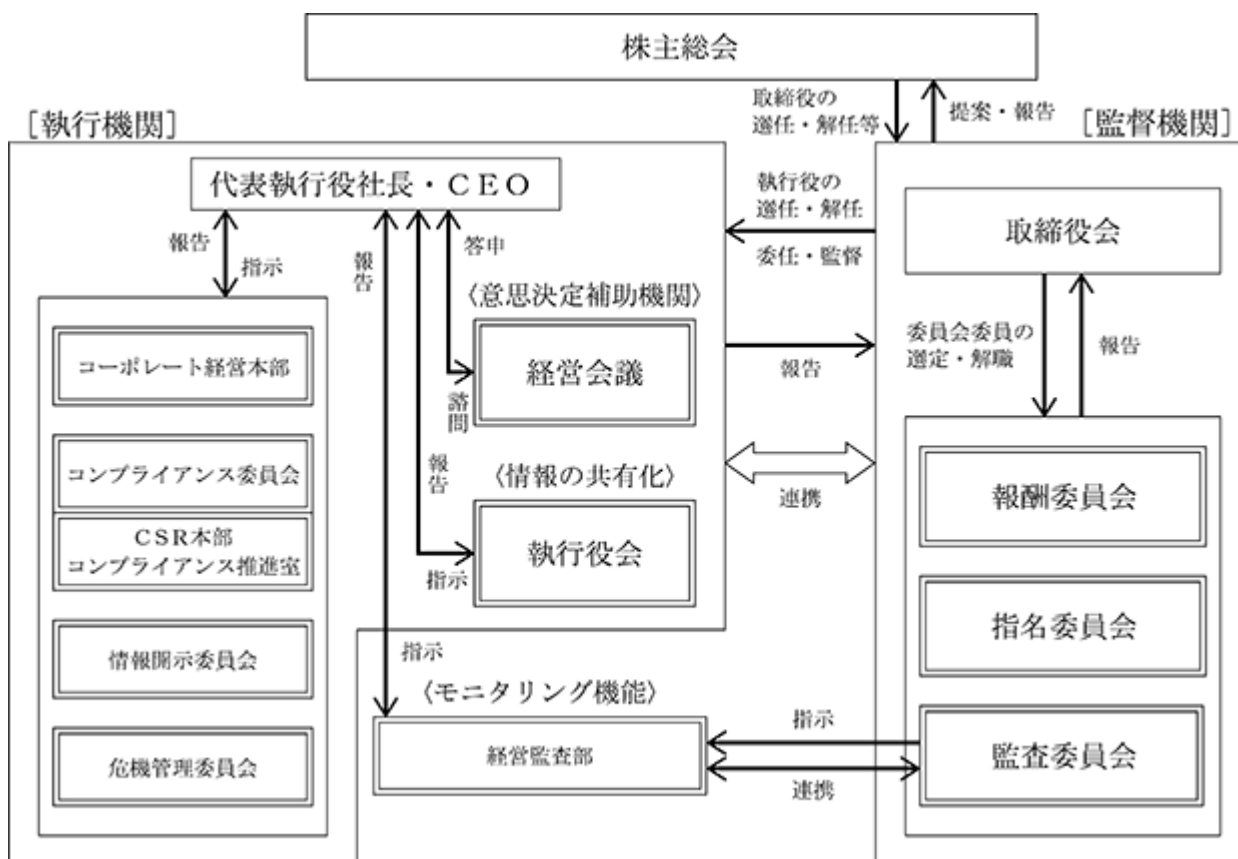 株主総会
取締役の
選任・解任等
提案・報告
[執行機関]
[監督機関]
代表執行役社長・CEO
執行役の
選任・解任
委任・監督
取締役会
報告
指示
報告
答申
〈意思決定補助機関〉
経営会議
諮問
報告
委員会委員の
選定・解職
報告
コーポレート経営本部
コンプライアンス委員会
CSR本部
コンプライアンス推進室
情報開示委員会
危機管理委員会
報告
〈情報の共有化〉
執行役会
指示
連携
報酬委員会
指名委員会
監査委員会
指示
〈モニタリング機能〉
経営監査部
指示
連携